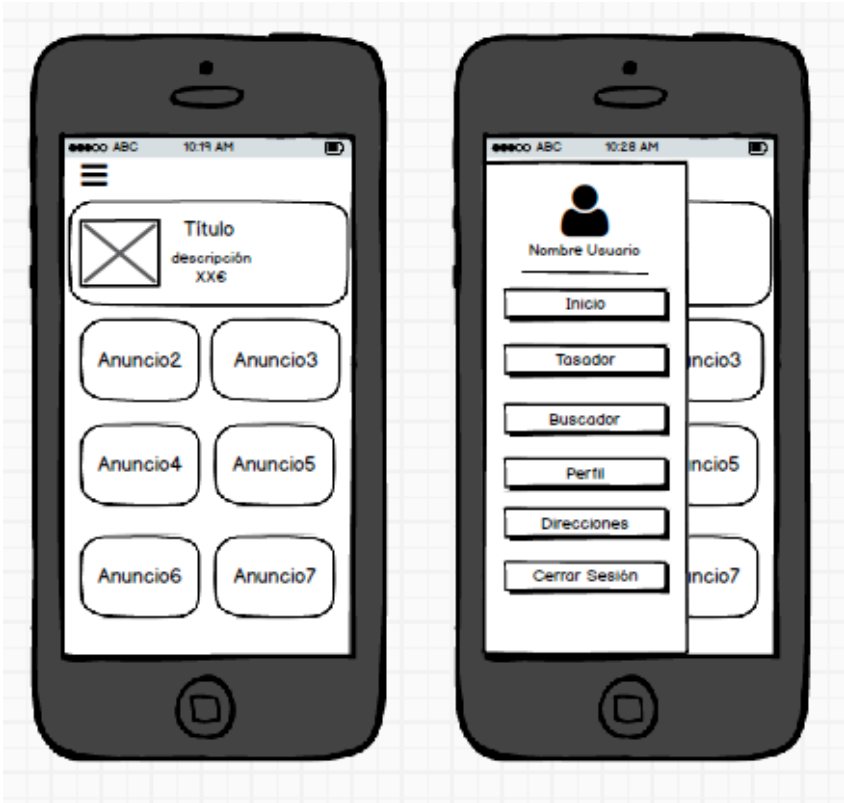 ABC 10:19 AM
Título
descripción
XX€
Anuncio2 Anuncio3
Anuncio4 Anuncio5
Anuncio6 Anuncio7
ABC 10:28 AM
Nombre Usuario
Inicio
Tasador
ncio3
Buscador
Perfil
ncio5
Direcciones
Cerrar Sesión
ncio7